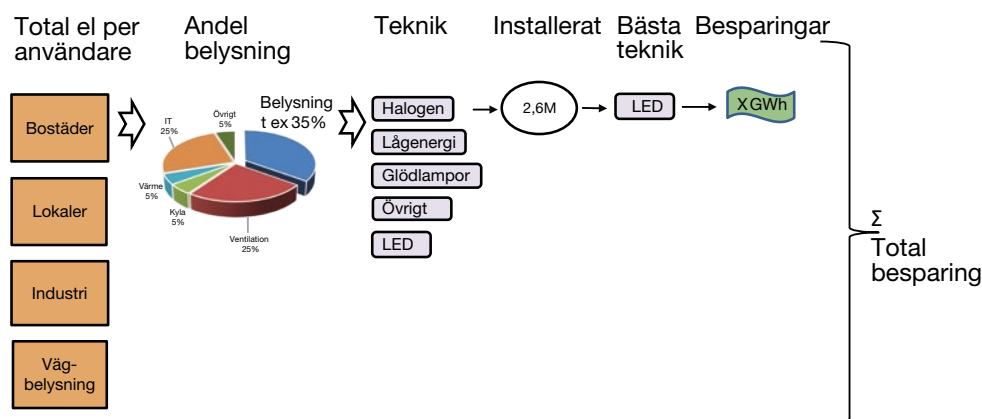 Total el per
användare
Andel
belysning
Teknik
Installerat
Bästa
teknik
Besparingar
Bostäder
Lokaler
Industri
Väg-
belysning
Belysning
t ex 35%
IT
25%
Övrigt
5%
Värme
5%
Kyla
5%
Ventilation
25%
Halogen
Lågenergi
Glödlampor
Övrigt
LED
2,6M
LED
X GWh
Σ
Total
besparing